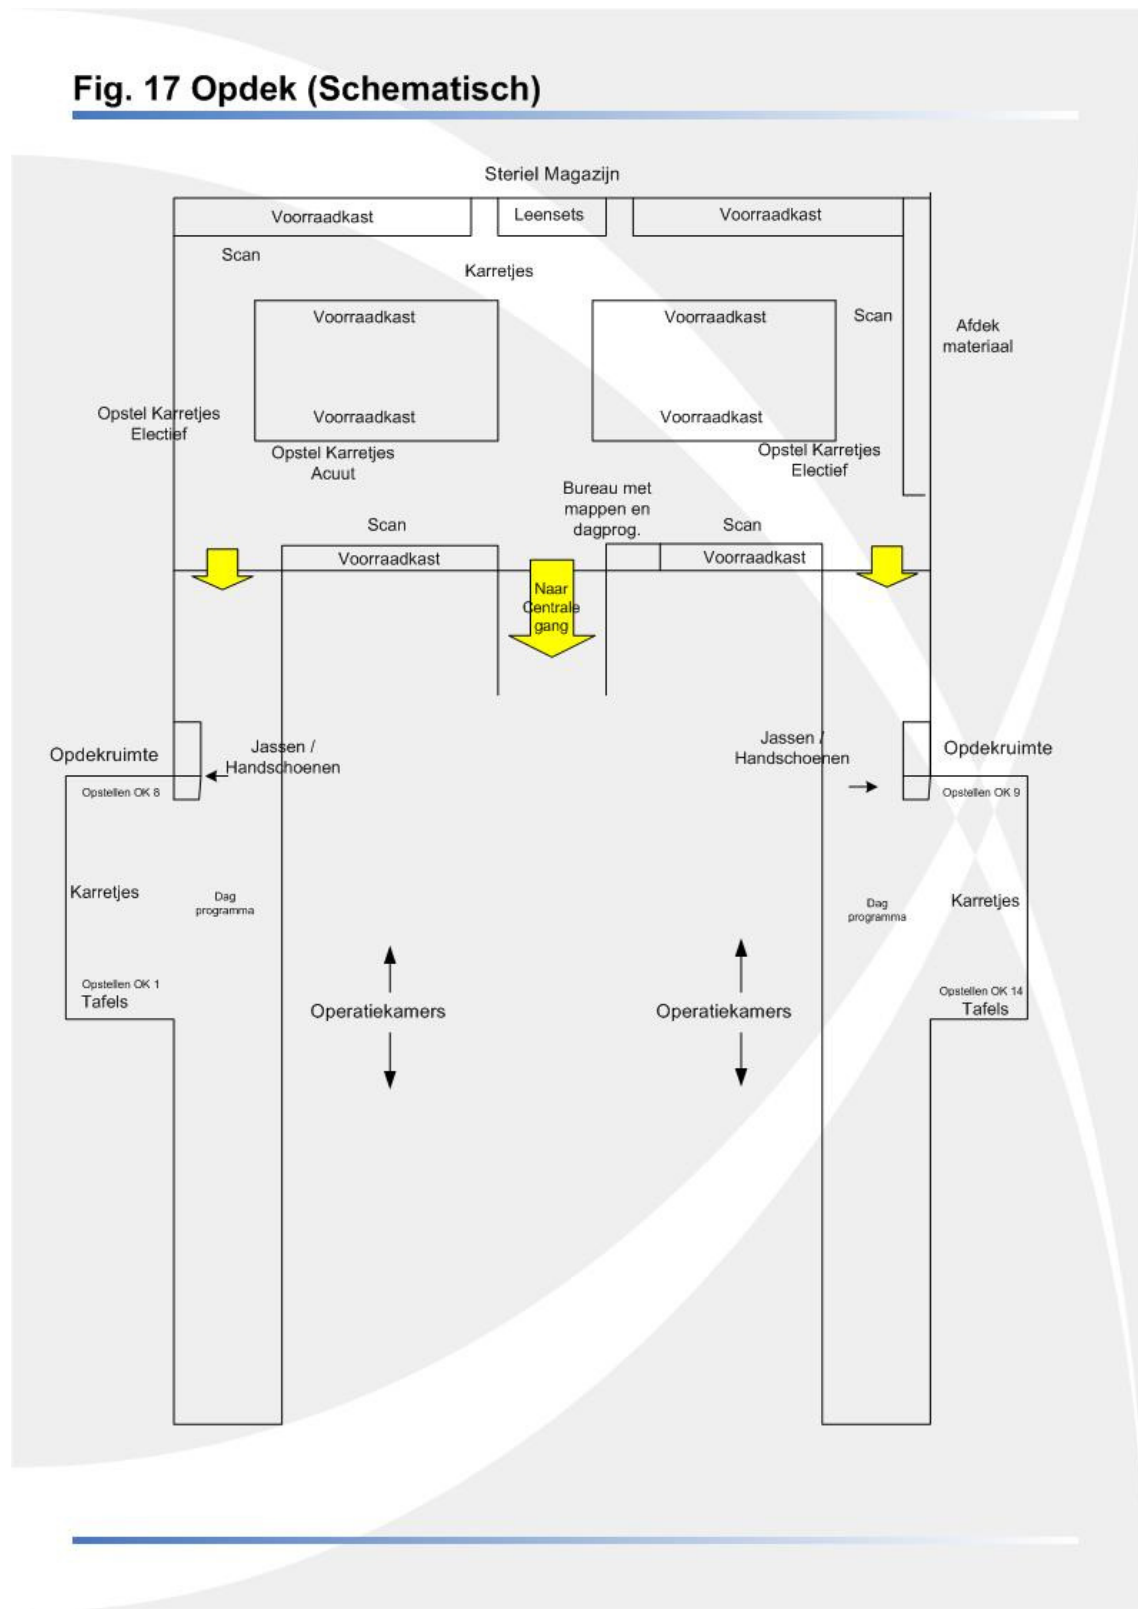 Fig. 17 Opdek (Schematisch)
Steriel Magazijn
Voorraadkast
Leensets
Voorraadkast
Scan
Karretjes
Voorraadkast
Voorraadkast
Scan
Afdek
materiaal
Opstel Karretjes
Electief
Voorraadkast
Voorraadkast
Opstel Karretjes
Acuut
Opstel Karretjes
Electief
Bureau met
mappen en
dagprog.
Scan
Scan
Voorraadkast
Voorraadkast
Naar
Centrale
gang
Opdekruimte
Jassen /
Handschoenen
Jassen /
Handschoenen
Opdekruimte
Opstellen OK 8
Opstellen OK 9
Karretjes
Dag
programma
Dag
programma
Karretjes
Opstellen OK 1
Tafels
Opstellen OK 14
Tafels
Operatiekamers
Operatiekamers